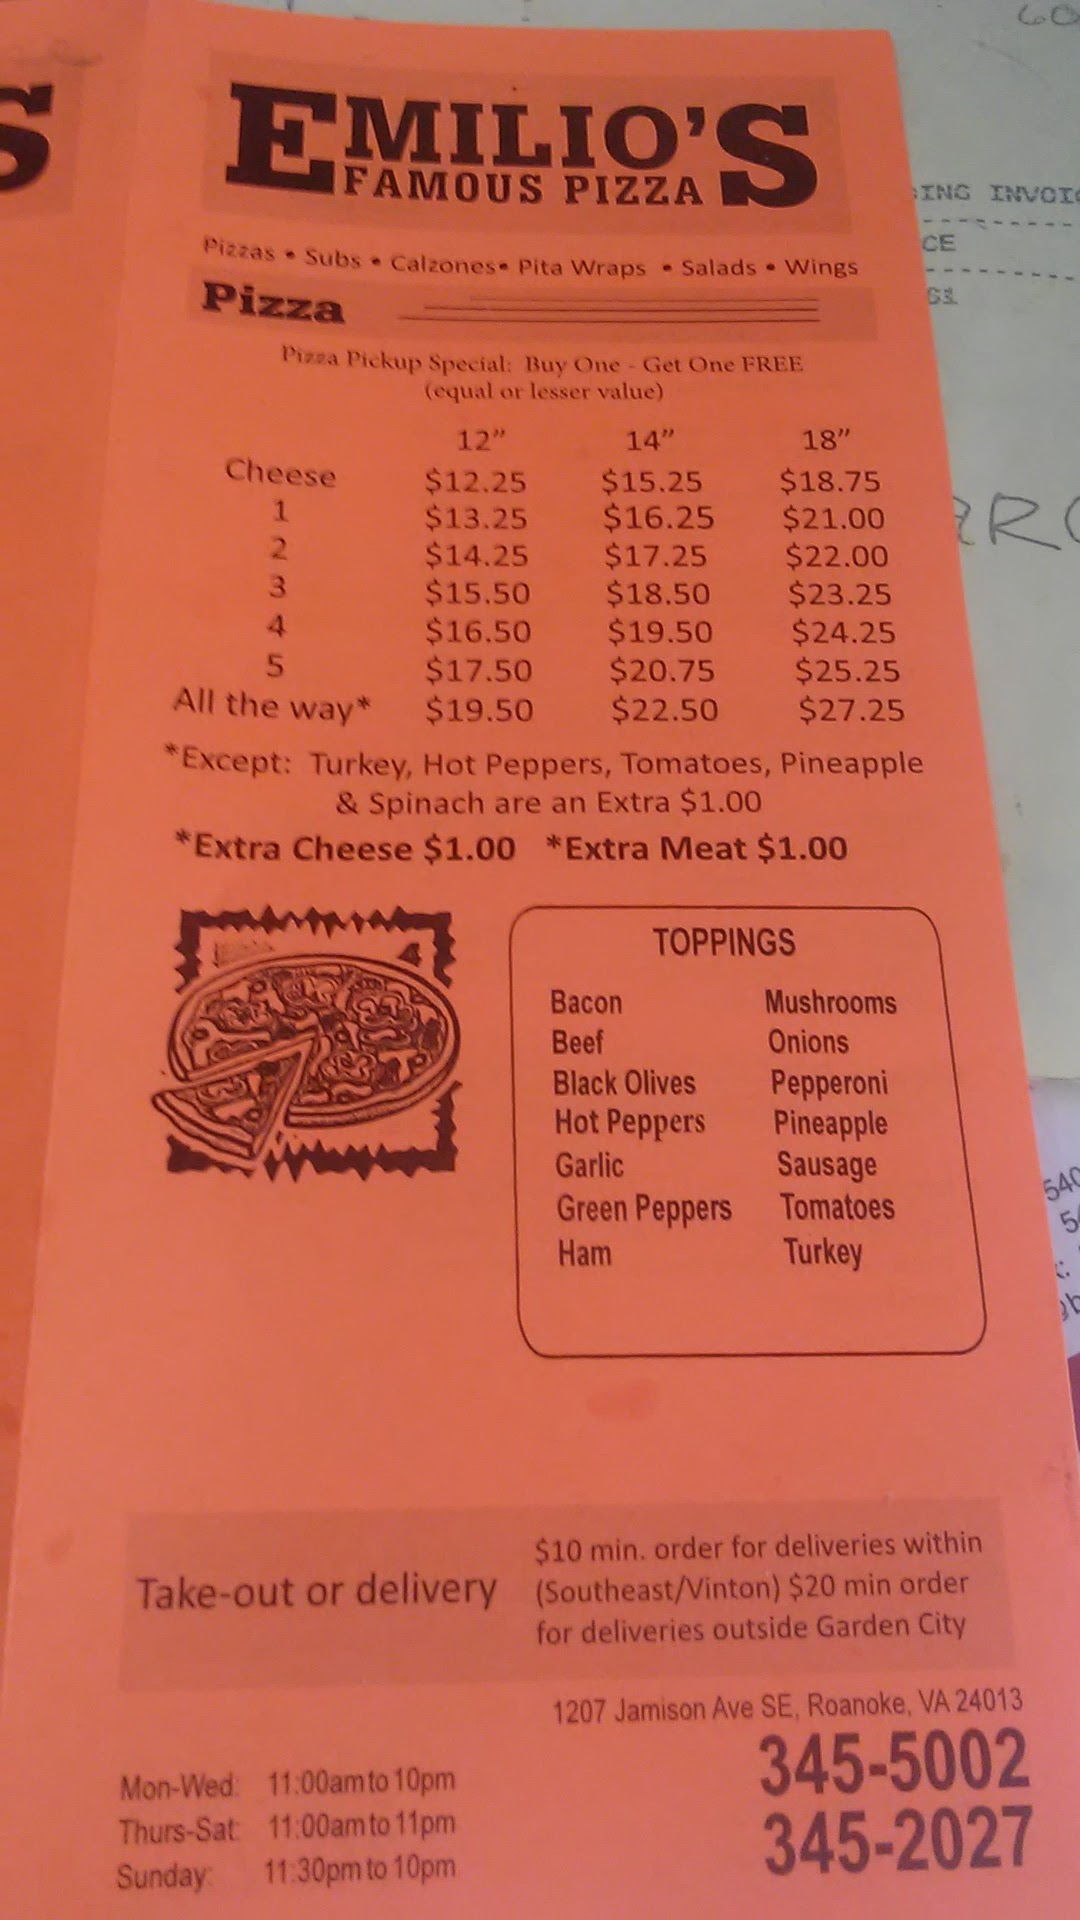 S
EMILIO'S
FAMOUS PIZZA
Pizzas • Subs • Calzones• Pita Wraps • Salads • Wings
Pizza
Pizza Pickup Special: Buy One - Get One FREE
(equal or lesser value)
12" 14" 18"
Cheese $12.25 $15.25 $18.75
1 $13.25 $16.25 $21.00
2 $14.25 $17.25 $22.00
3 $15.50 $18.50 $23.25
4 $16.50 $19.50 $24.25
5 $17.50 $20.75 $25.25
All the way* $19.50 $22.50 $27.25
*Except: Turkey, Hot Peppers, Tomatoes, Pineapple
& Spinach are an Extra $1.00
*Extra Cheese $1.00 *Extra Meat $1.00
4
TOPPINGS
Bacon Mushrooms
Beef Onions
Black Olives Pepperoni
Hot Peppers Pineapple
Garlic Sausage
Green Peppers Tomatoes
Ham Turkey
Take-out or delivery
$10 min. order for deliveries within
(Southeast/Vinton) $20 min order
for deliveries outside Garden City
1207 Jamison Ave SE, Roanoke, VA 24013
345-5002
345-2027
Mon-Wed: 11:00am to 10pm
Thurs-Sat: 11:00am to 11pm
Sunday: 11:30pm to 10pm